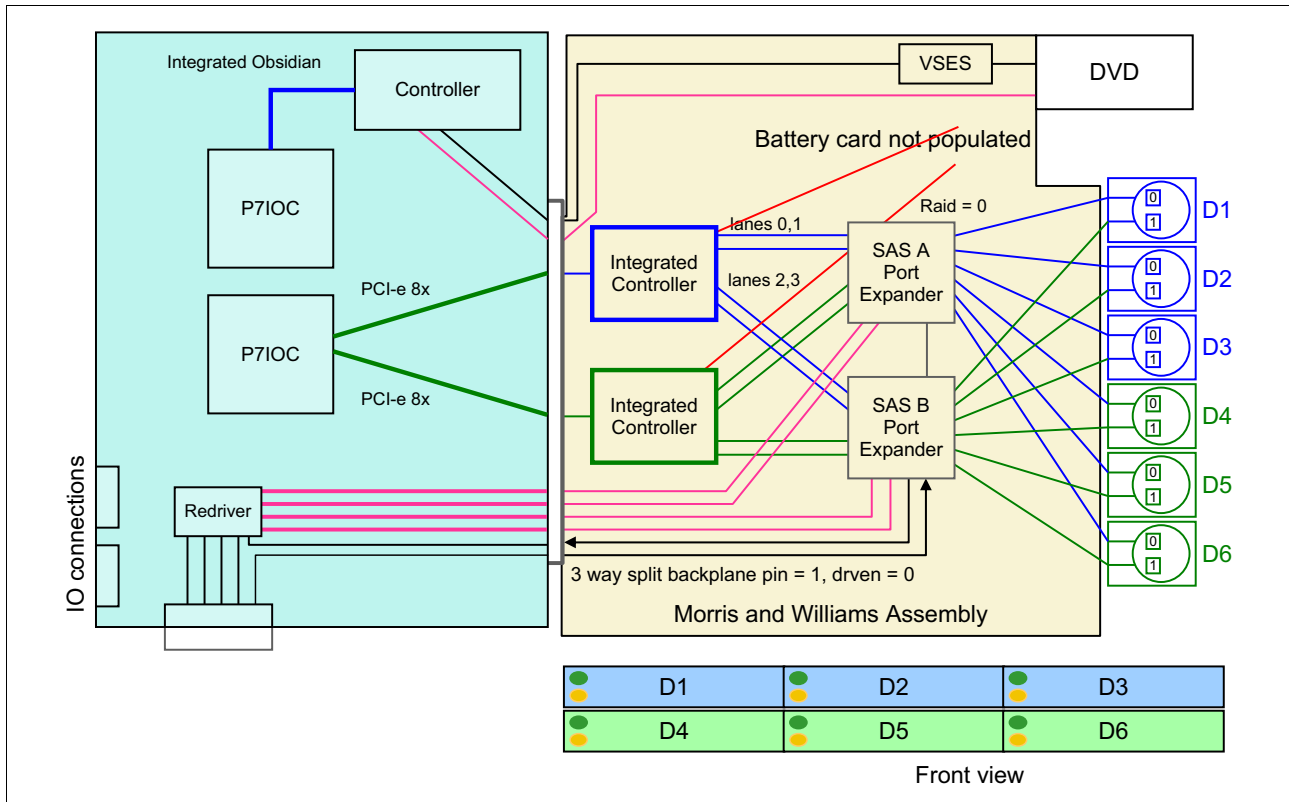 Integrated Obsidian
Controller
VSES
DVD
Battery card not populated
P7IOC
PCI-e 8x
P7IOC
PCI-e 8x
lanes 0,1
lanes 2,3
Raid = 0
Integrated
Controller
SAS A
Port
Expander
Integrated
Controller
SAS B
Port
Expander
0
1
D1
0
1
D2
0
1
D3
0
1
D4
0
1
D5
0
1
D6
IO connections
Redriver
3 way split backplane pin = 1, drven = 0
Morris and Williams Assembly
D1 D2 D3
D4 D5 D6
Front view